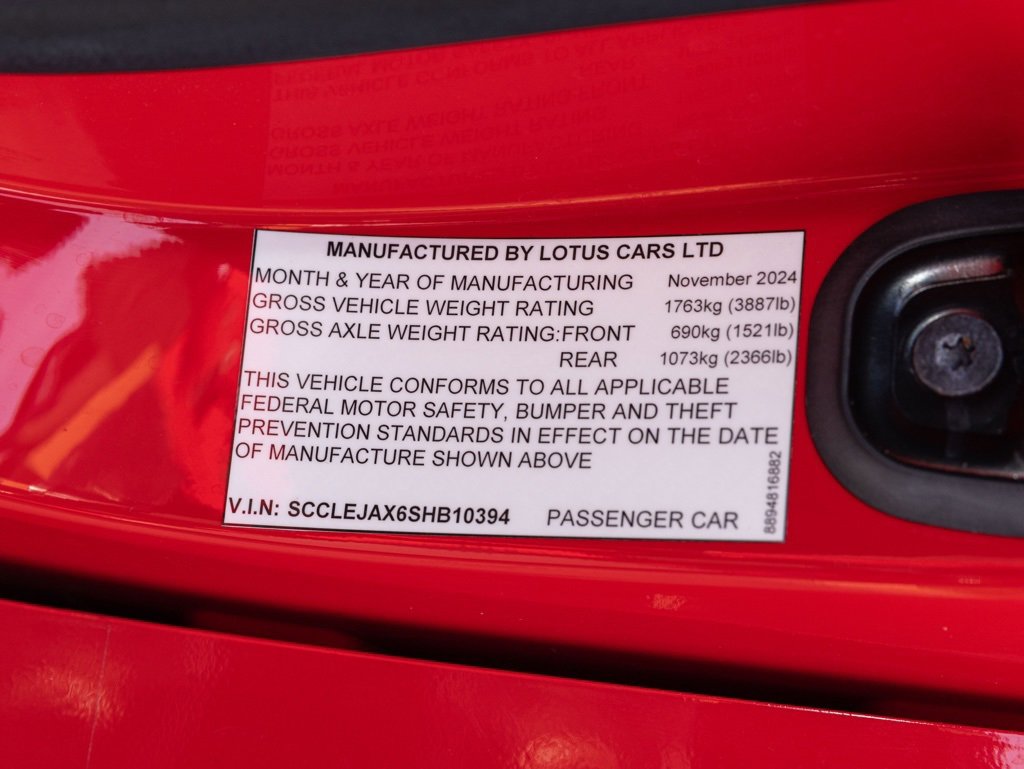 MANUFACTURED BY LOTUS CARS LTD
MONTH & YEAR OF MANUFACTURING November 2024
GROSS VEHICLE WEIGHT RATING 1763kg (3887lb)
GROSS AXLE WEIGHT RATING: FRONT 690kg (1521lb)
REAR 1073kg (2366lb)
THIS VEHICLE CONFORMS TO ALL APPLICABLE
FEDERAL MOTOR SAFETY, BUMPER AND THEFT
PREVENTION STANDARDS IN EFFECT ON THE DATE
OF MANUFACTURE SHOWN ABOVE
V.I.N: SCCLEJAX6SHB10394 PASSENGER CAR
8894816882